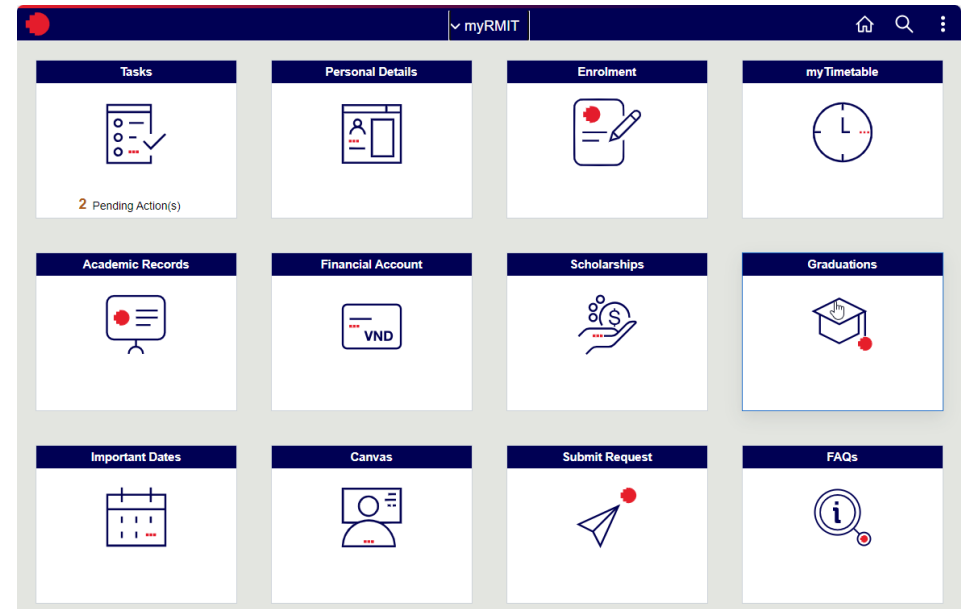 myRMIT
Tasks
Personal Details
Enrolment
myTimetable
2 Pending Action(s)
Academic Records
Financial Account
Scholarships
Graduations
VND
$
Important Dates
Canvas
Submit Request
FAQs
i